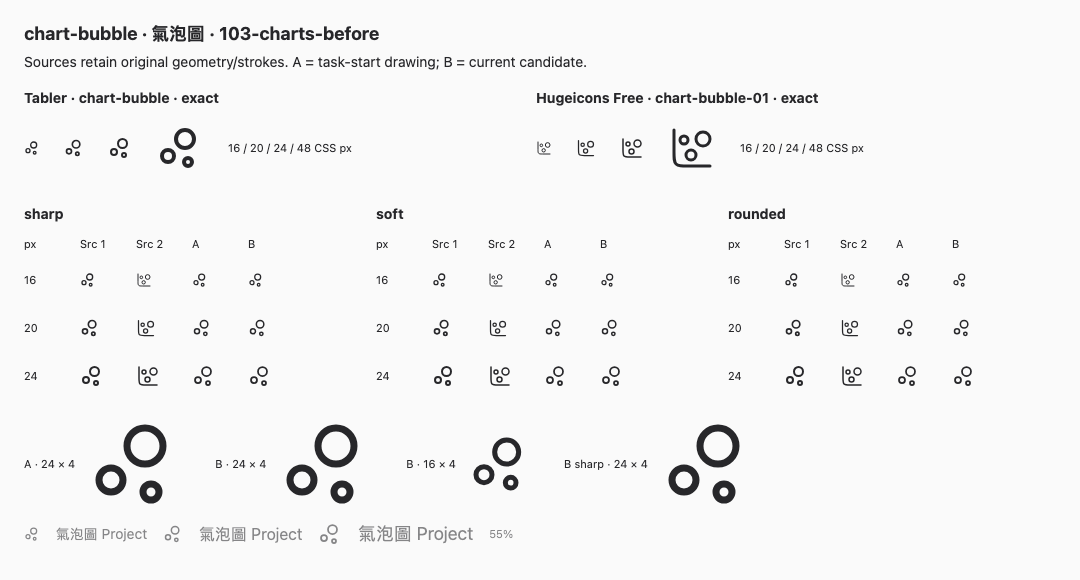 chart-bubble · 氣泡圖 · 103-charts-before
Sources retain original geometry/strokes. A = task-start drawing; B = current candidate.
Tabler · chart-bubble · exact
Hugeicons Free · chart-bubble-01 · exact
16 / 20 / 24 / 48 CSS px
16 / 20 / 24 / 48 CSS px
sharp
soft
rounded
px Src 1 Src 2 A B
px Src 1 Src 2 A B
px Src 1 Src 2 A B
16
16
16
20
20
20
24
24
24
A · 24 × 4
B · 24 × 4
B · 16 × 4
B sharp · 24 × 4
氣泡圖 Project
氣泡圖 Project
氣泡圖 Project
55%